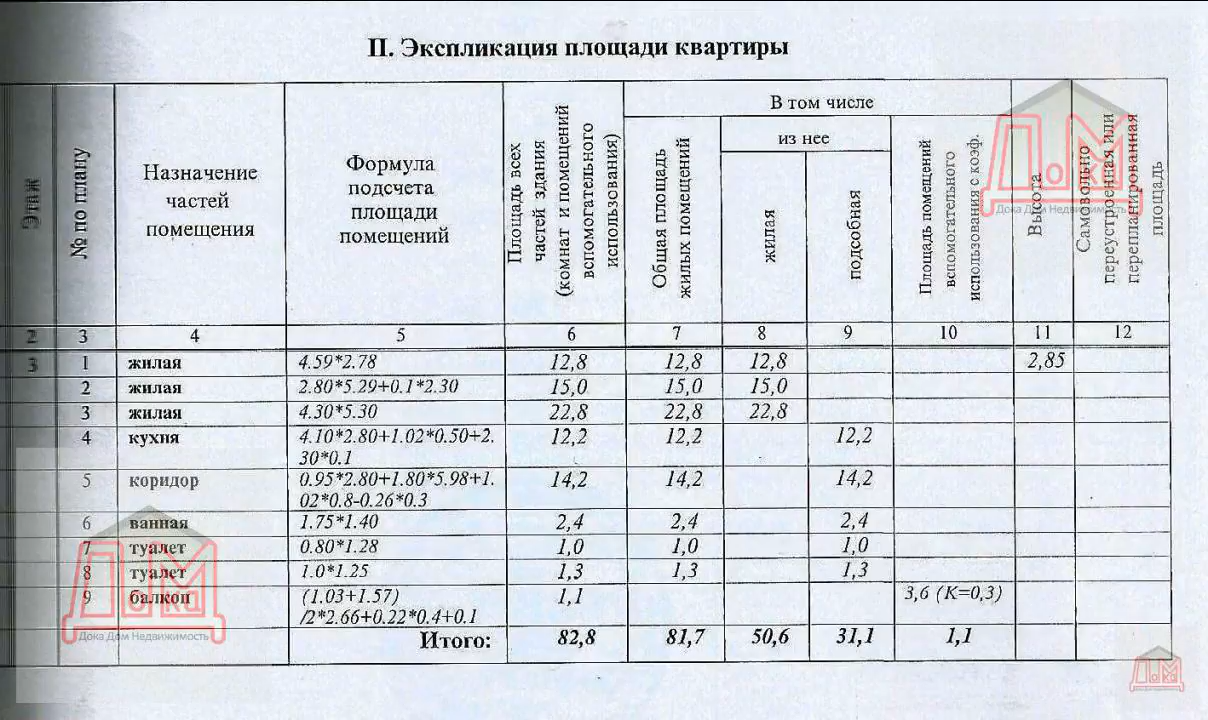 II. Экспликация площади квартиры
Этаж
№ по плану
Назначение
частей
помещения
Формула
подсчета
площади
помещений
Площадь всех
частей здания
(комнат и помещений
вспомогательного
использования)
В том числе
Общая площадь
жилых помещений
из нее
жилая
подсобная
Площадь помещений
вспомогательного
использования с коэф.
Высота
Самовольно
переустроенная или
перепланированная
площадь
2 3 4 5 6 7 8 9 10 11 12
3 1 жилая 4.59*2.78 12,8 12,8 12,8 2,85
2 жилая 2.80*5.29+0.1*2.30 15,0 15,0 15,0
3 жилая 4.30*5.30 22,8 22,8 22,8
4 кухня 4.10*2.80+1.02*0.50+2. 12,2 12,2 12,2
30*0.1
5 коридор 0.95*2.80+1.80*5.98+1. 14,2 14,2 14,2
02*0.8-0.26*0.3
6 ванная 1.75*1.40 2,4 2,4 2,4
7 туалет 0.80*1.28 1,0 1,0 1,0
8 туалет 1.0*1.25 1,3 1,3 1,3
9 балкон (1.03+1.57) 1,1 3,6 (K=0,3)
/2*2.66+0.22*0.4+0.1
Итого: 82,8 81,7 50,6 31,1 1,1
ДОМ
Дока
Дока Дом Недвижимость
ДОМ
Дока
Дока Дом Недвижимость
ДОМ
Дока
Дока Дом Недвижимость